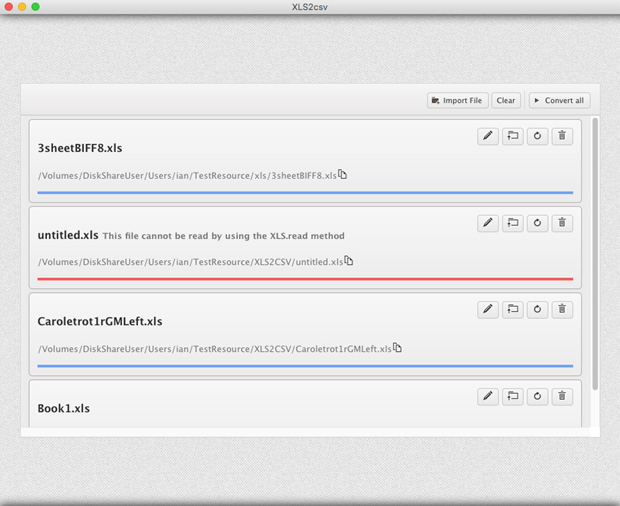 XLS2csv
Import File Clear Convert all
3sheetBIFF8.xls
/Volumes/DiskShareUser/Users/ian/TestResource/xls/3sheetBIFF8.xls
untitled.xls This file cannot be read by using the XLS.read method
/Volumes/DiskShareUser/Users/ian/TestResource/XLS2CSV/untitled.xls
Caroletrot1rGMLeft.xls
/Volumes/DiskShareUser/Users/ian/TestResource/XLS2CSV/Caroletrot1rGMLeft.xls
Book1.xls